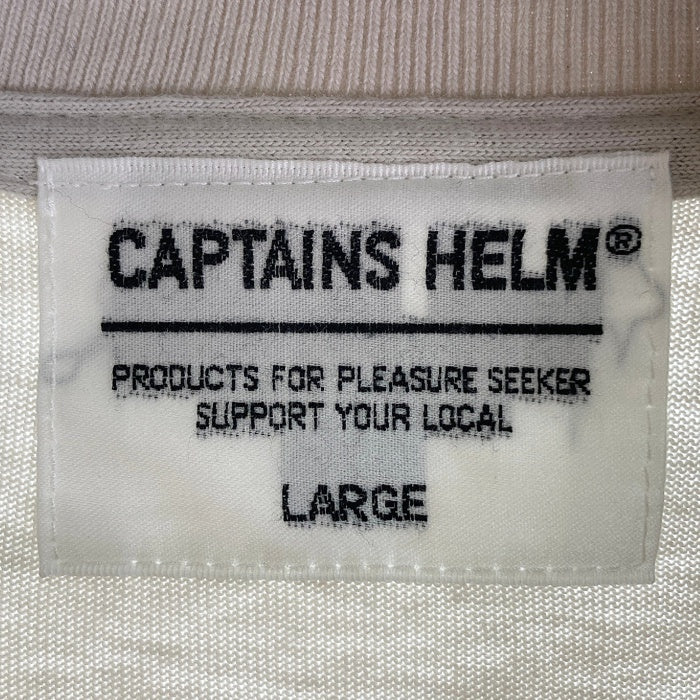 CAPTAINS HELM®
PRODUCTS FOR PLEASURE SEEKER
SUPPORT YOUR LOCAL
LARGE